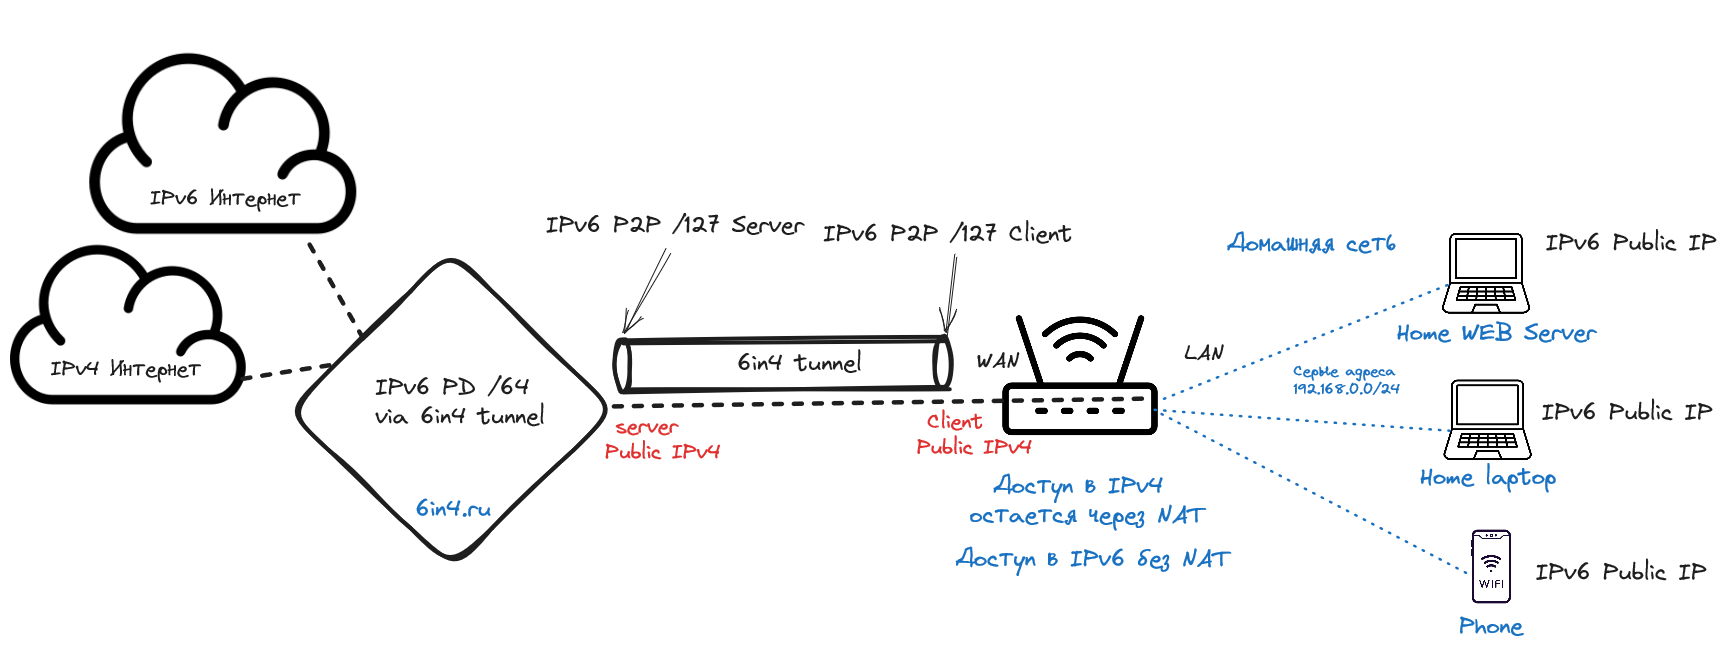 IPv6 Интернет
IPv4 Интернет
IPv6 PD /64
via 6in4 tunnel
6in4.ru
IPv6 P2P /127 Server
IPv6 P2P /127 Client
6in4 tunnel
server
Public IPv4
Client
Public IPv4
WAN
LAN
Доступ в IPv4
остается через NAT
Доступ в IPv6 без NAT
Домашняя сеть
Серые адреса
192.168.0.0/24
IPv6 Public IP
Home WEB Server
IPv6 Public IP
Home laptop
IPv6 Public IP
WIFI
Phone